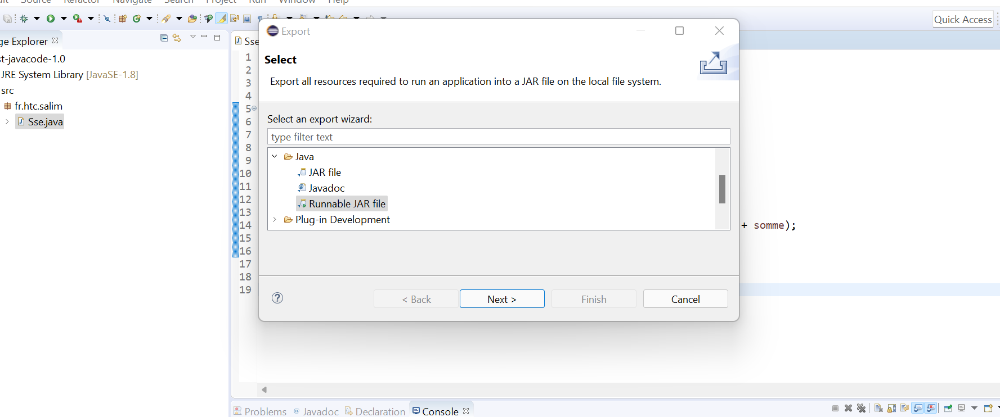 Source Refactor Navigate Search Project Run Window Help
Quick Access
ge Explorer
Sse
st-javacode-1.0
JRE System Library [JavaSE-1.8]
src
fr.htc.salim
Sse.java
1
2
3
4
5
6
7
8
9
10
11
12
13
14
15
16
17
18
19
+ somme);
Export
Select
Export all resources required to run an application into a JAR file on the local file system.
Select an export wizard:
type filter text
Java
JAR file
Javadoc
Runnable JAR file
Plug-in Development
< Back
Next >
Finish
Cancel
Problems
@ Javadoc
Declaration
Console